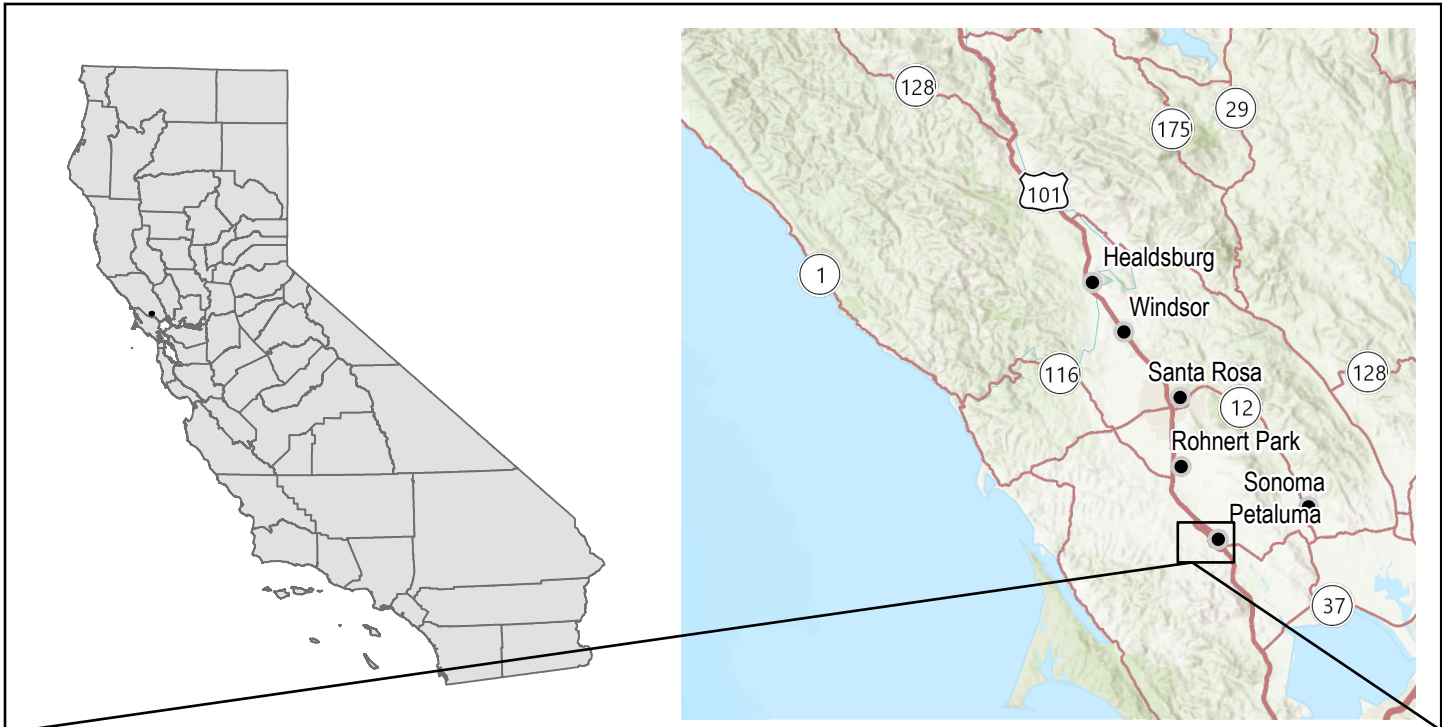 128
29
175
101
Healdsburg
1
Windsor
116
Santa Rosa
128
12
Rohnert Park
Sonoma
Petaluma
37